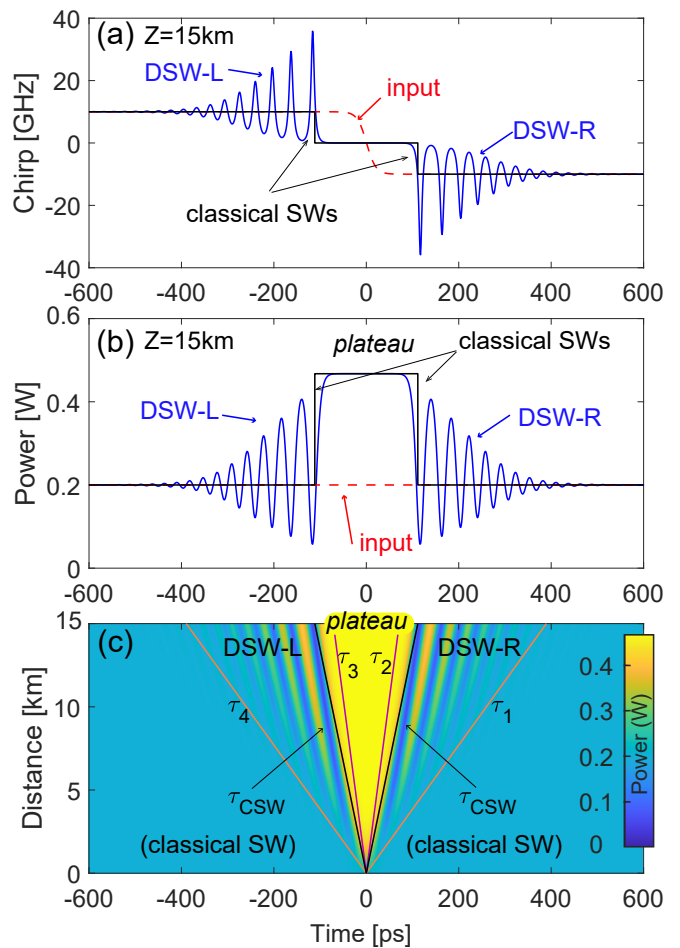 (a) Z=15km
DSW-L
input
DSW-R
classical SWs
Chirp [GHz]
40
20
0
-20
-40
-600 -400 -200 0 200 400 600
(b) Z=15km
plateau
classical SWs
DSW-L
DSW-R
input
Power [W]
0.6
0.4
0.2
0
-600 -400 -200 0 200 400 600
(c)
plateau
DSW-L
DSW-R
τ3 τ2
τ4
τ1
τCSW
τCSW
(classical SW)
(classical SW)
Power (W)
0.4
0.3
0.2
0.1
0
Distance [km]
15
10
5
0
-600 -400 -200 0 200 400 600
Time [ps]